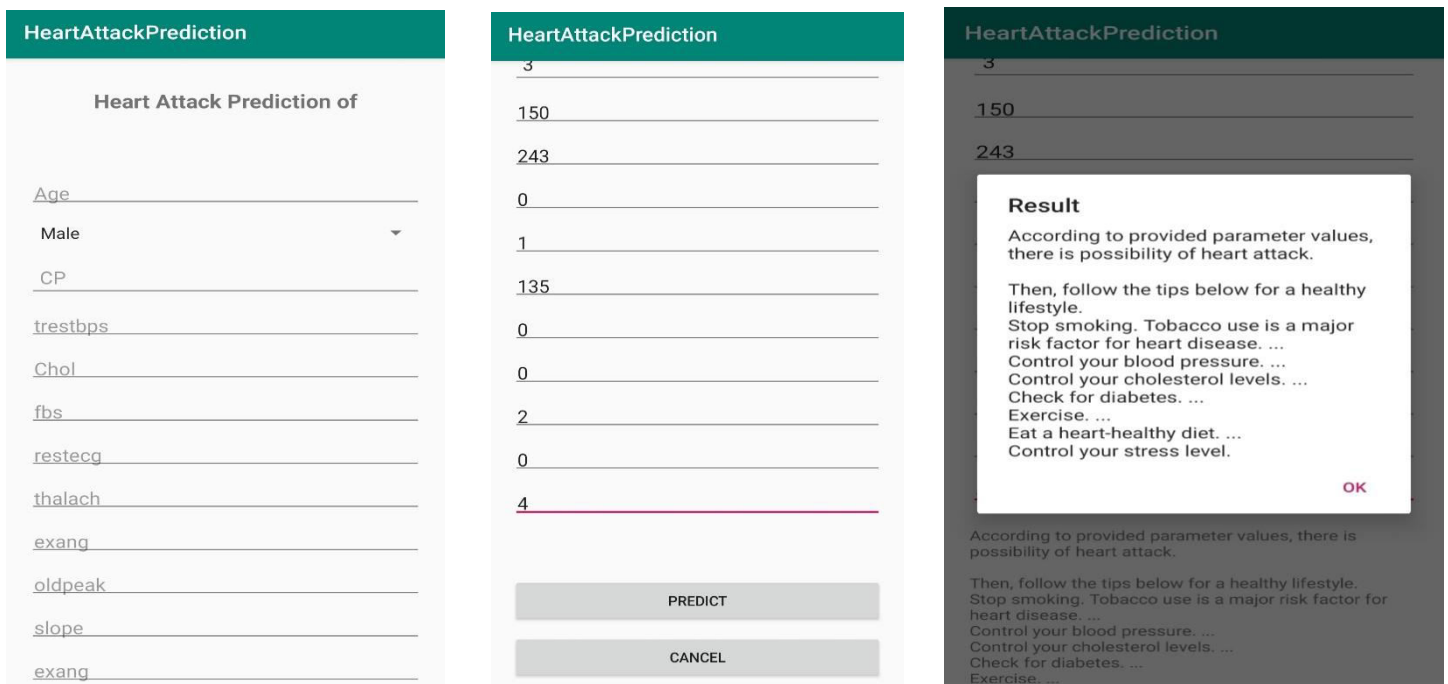 HeartAttackPrediction
Heart Attack Prediction of
Age
Male
CP
trestbps
Chol
fbs
restecg
thalach
exang
oldpeak
slope
exang
HeartAttackPrediction
3
150
243
0
1
135
0
0
2
0
4
PREDICT
CANCEL
HeartAttackPrediction
3
150
243
Result
According to provided parameter values,
there is possibility of heart attack.
Then, follow the tips below for a healthy
lifestyle.
Stop smoking. Tobacco use is a major
risk factor for heart disease. ...
Control your blood pressure. ...
Control your cholesterol levels. ...
Check for diabetes. ...
Exercise. ...
Eat a heart-healthy diet. ...
Control your stress level.
OK
According to provided parameter values, there is
possibility of heart attack.
Then, follow the tips below for a healthy lifestyle.
Stop smoking. Tobacco use is a major risk factor for
heart disease. ...
Control your blood pressure. ...
Control your cholesterol levels. ...
Check for diabetes. ...
Exercise. ...